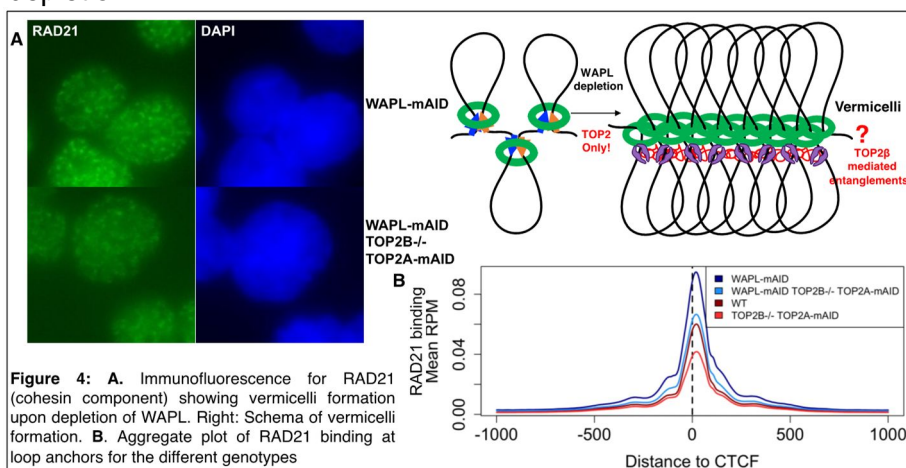 A
RAD21
DAPI
WAPL-mAID
WAPL-mAID
TOP2B-/-
TOP2A-mAID
WAPL
depletion
TOP2
Only!
Vermicelli
?
TOP2β
mediated
entanglements
B
WAPL-mAID
WAPL-mAID TOP2B-/- TOP2A-mAID
WT
TOP2B-/- TOP2A-mAID
RAD21 binding
Mean RPM
0.00
0.04
0.08
-1000
-500
0
500
1000
Distance to CTCF
Figure 4: A. Immunofluorescence for RAD21
(cohesin component) showing vermicelli formation
upon depletion of WAPL. Right: Schema of vermicelli
formation. B. Aggregate plot of RAD21 binding at
loop anchors for the different genotypes